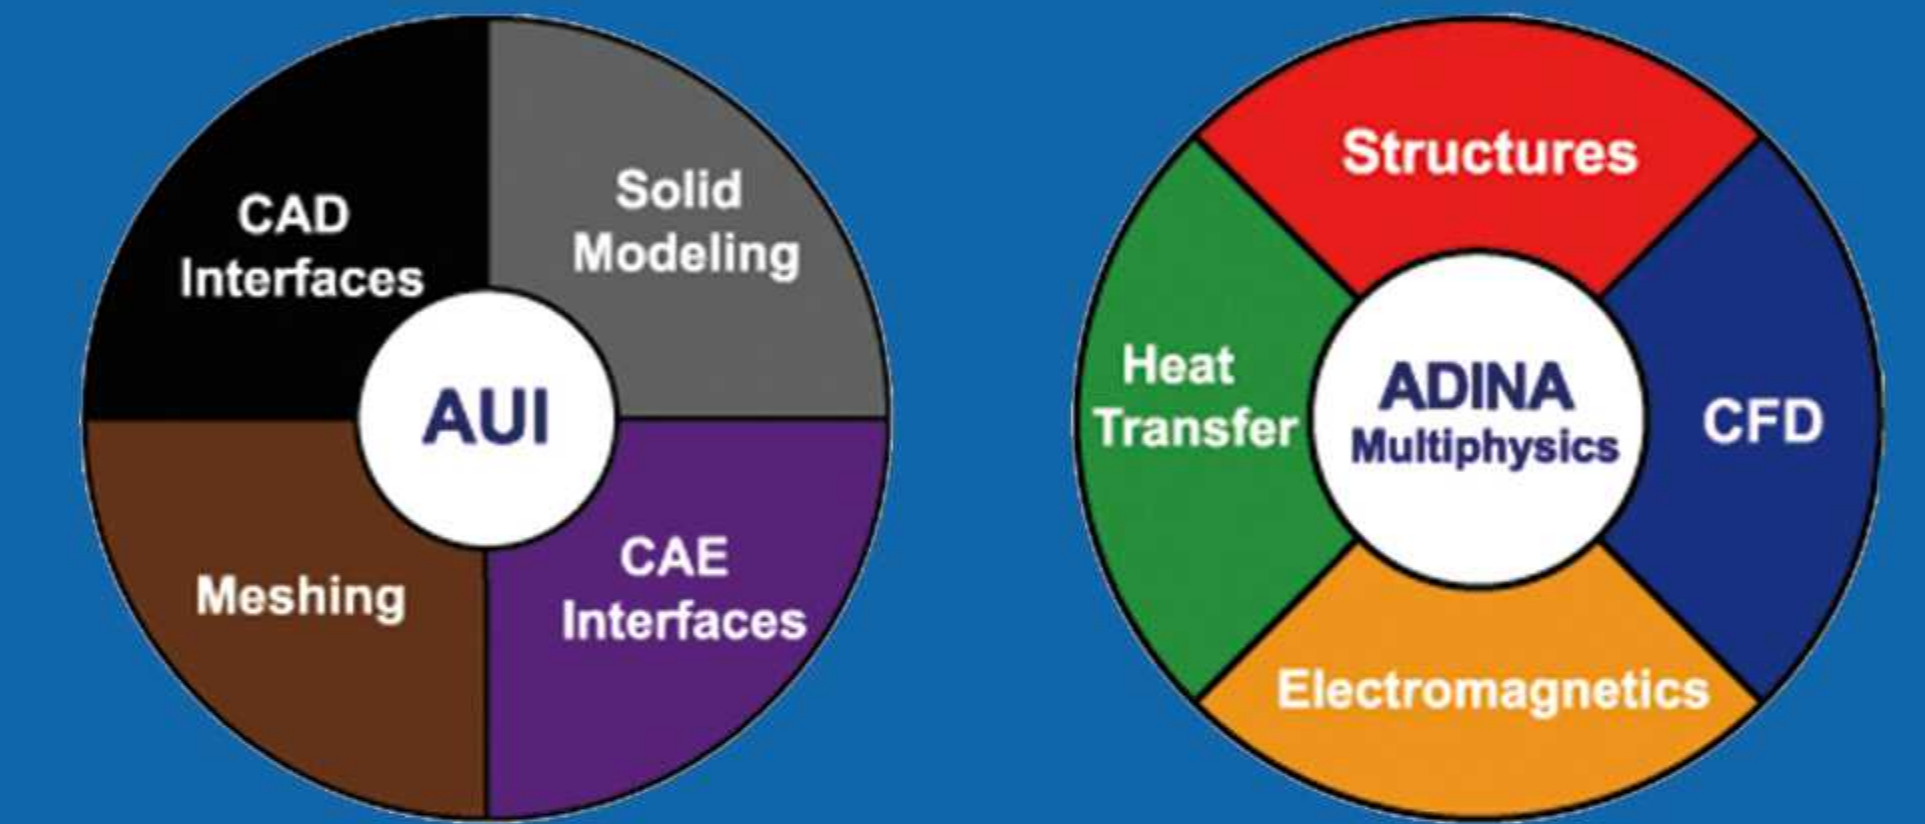 CAD
Interfaces
Solid
Modeling
AUI
Meshing
CAE
Interfaces
Structures
Heat
Transfer
ADINA
Multiphysics
CFD
Electromagnetics